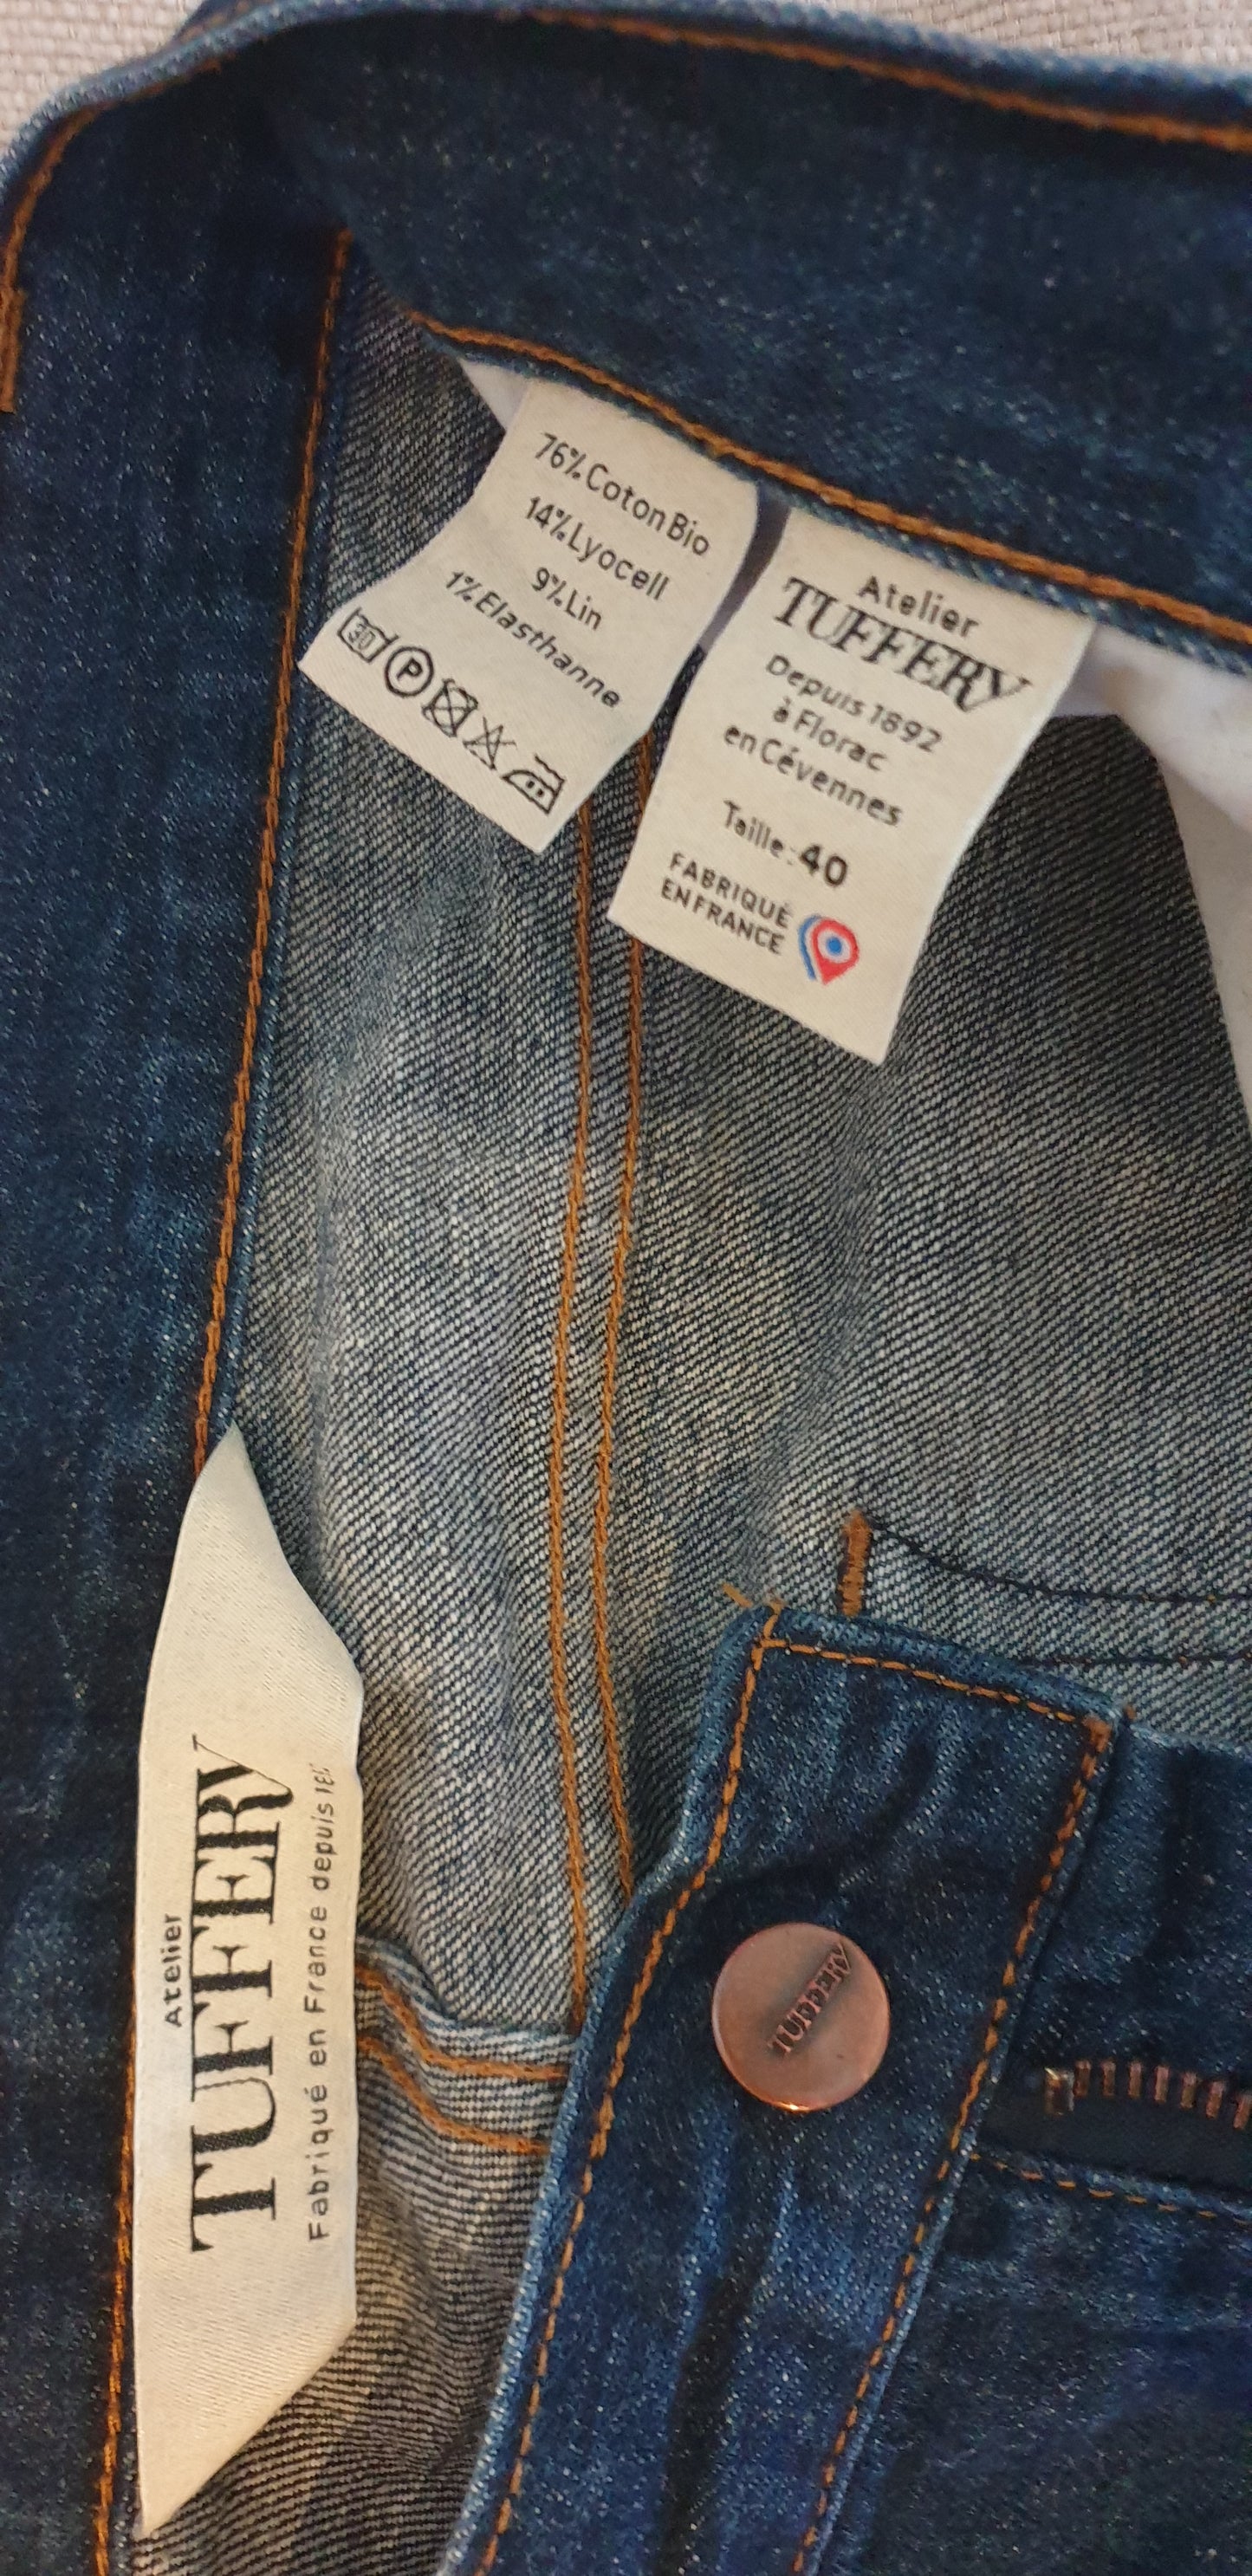 76% Coton Bio
14% Lyocell
9% Lin
1% Elasthanne
30
P
Atelier
TUFFERY
Depuis 1892
à Florac
en Cévennes
Taille : 40
FABRIQUÉ
EN FRANCE
Atelier
TUFFERY
Fabriqué en France depuis
TUFFERY